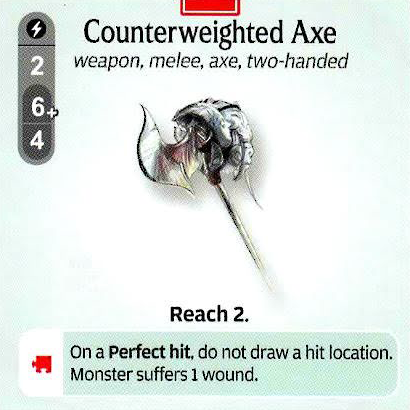 Counterweighted Axe
weapon, melee, axe, two-handed
2
6+
4
Reach 2.
On a Perfect hit, do not draw a hit location.
Monster suffers 1 wound.